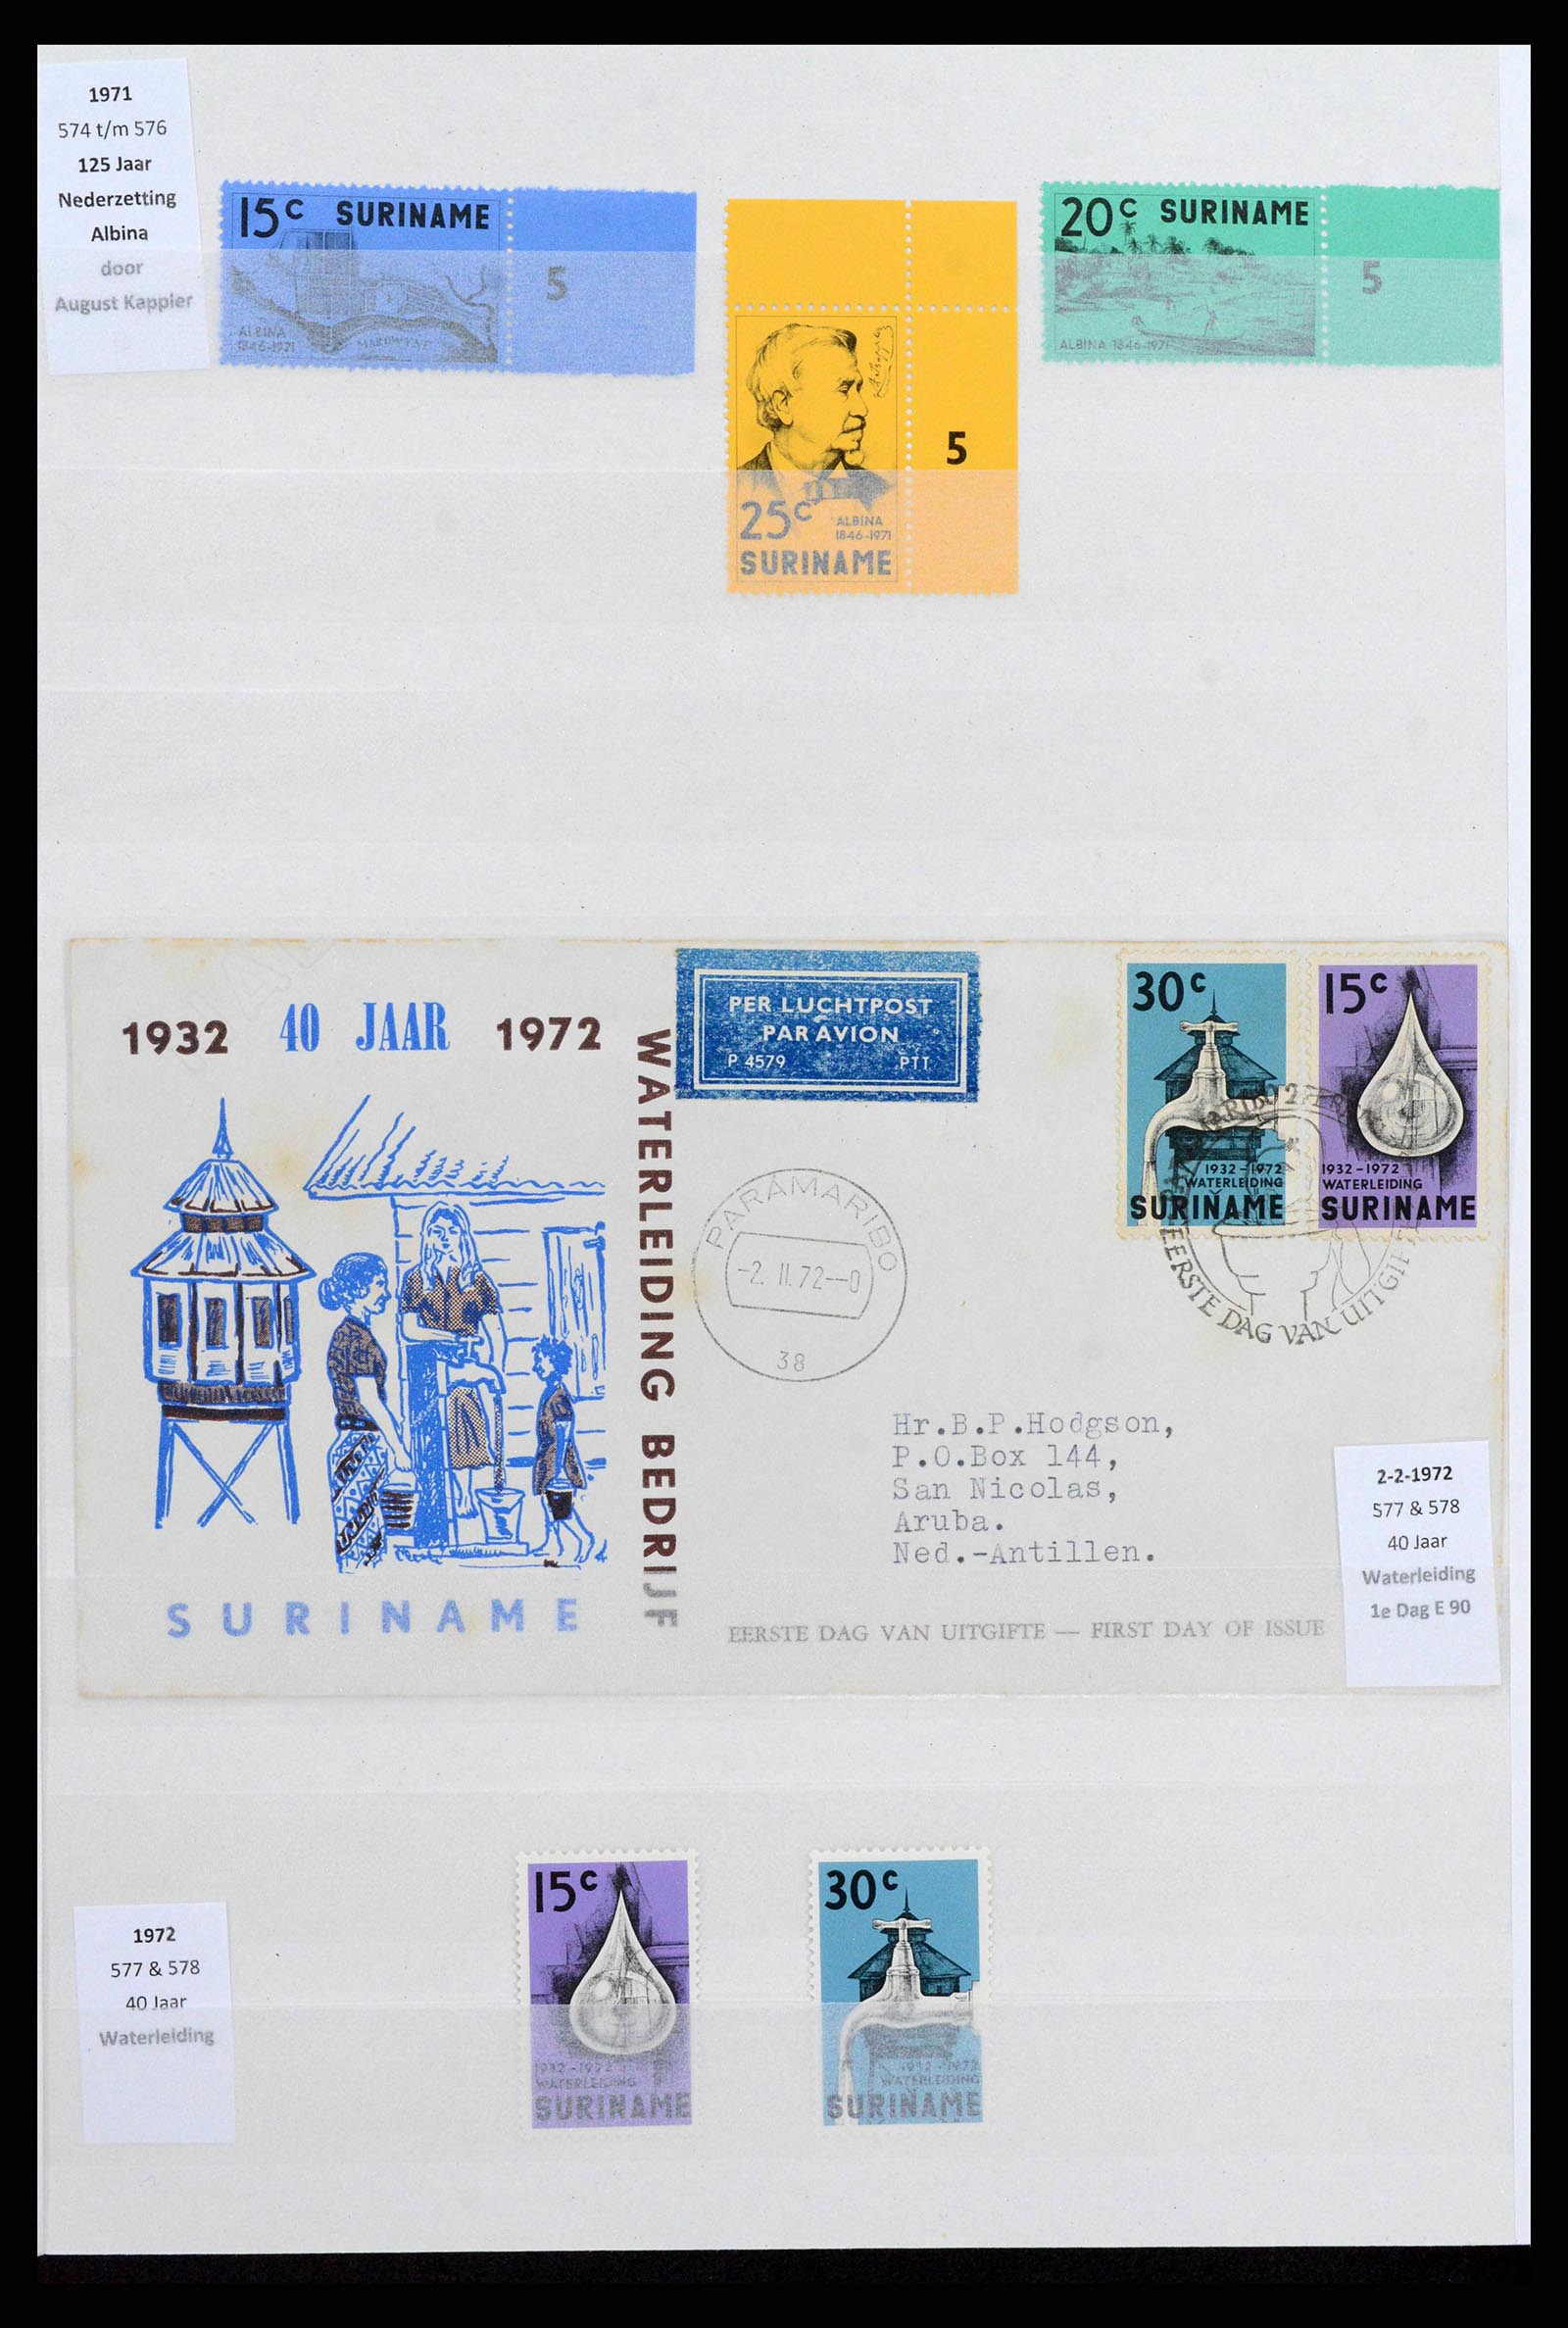 1971
574 t/m 576
125 Jaar
Nederzetting
Albina
door
August Kappler
15c SURINAME
5
ALBINA
1846-1971
MAROWIJNE
5
25c
ALBINA
1846-1971
SURINAME
20c SURINAME
5
ALBINA 1846-1971
1932 40 JAAR 1972
WATERLEIDING BEDRIJF
SURINAME
PER LUCHTPOST
PAR AVION
P 4579 PTT
PARAMARIBO
-2. II. 72--0
38
30c
1932-1972
WATERLEIDING
SURINAME
15c
1932-1972
WATERLEIDING
SURINAME
EERSTE DAG VAN UITGIFTE
Hr.B.P.Hodgson,
P.O.Box 144,
San Nicolas,
Aruba.
Ned.-Antillen.
EERSTE DAG VAN UITGIFTE — FIRST DAY OF ISSUE
2-2-1972
577 & 578
40 Jaar
Waterleiding
1e Dag E 90
1972
577 & 578
40 Jaar
Waterleiding
15c
1932-1972
WATERLEIDING
SURINAME
30c
1932-1972
WATERLEIDING
SURINAME